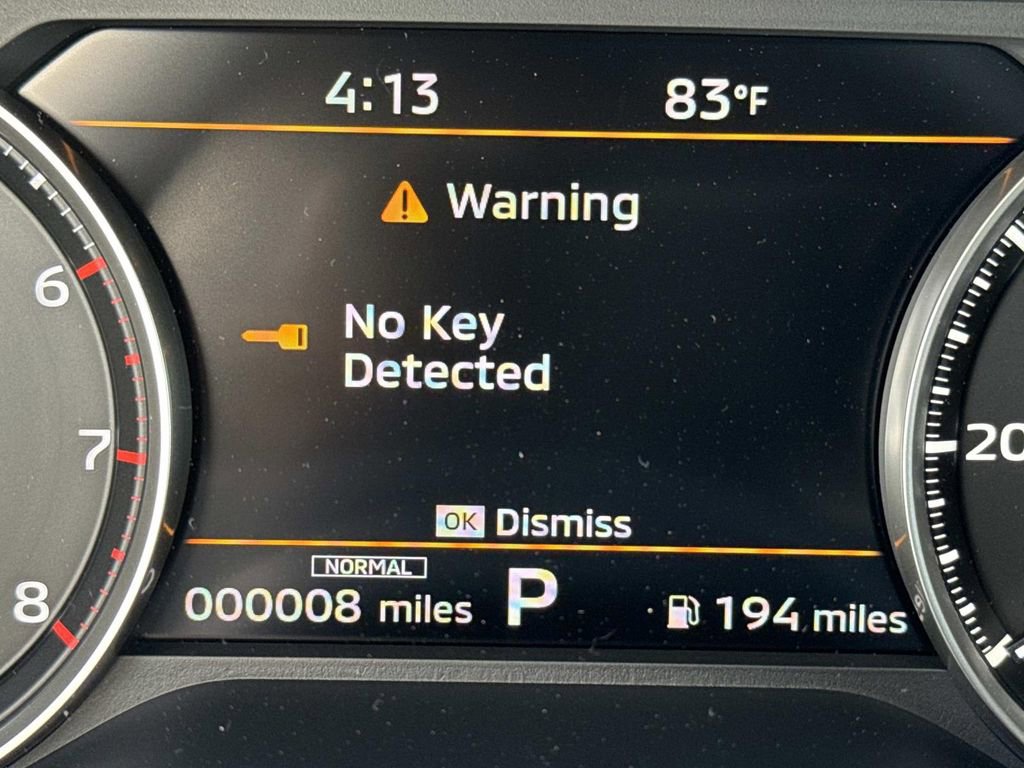 4:13 83°F
Warning
No Key
Detected
OK Dismiss
NORMAL
000008 miles P 194 miles
6
7
8
20